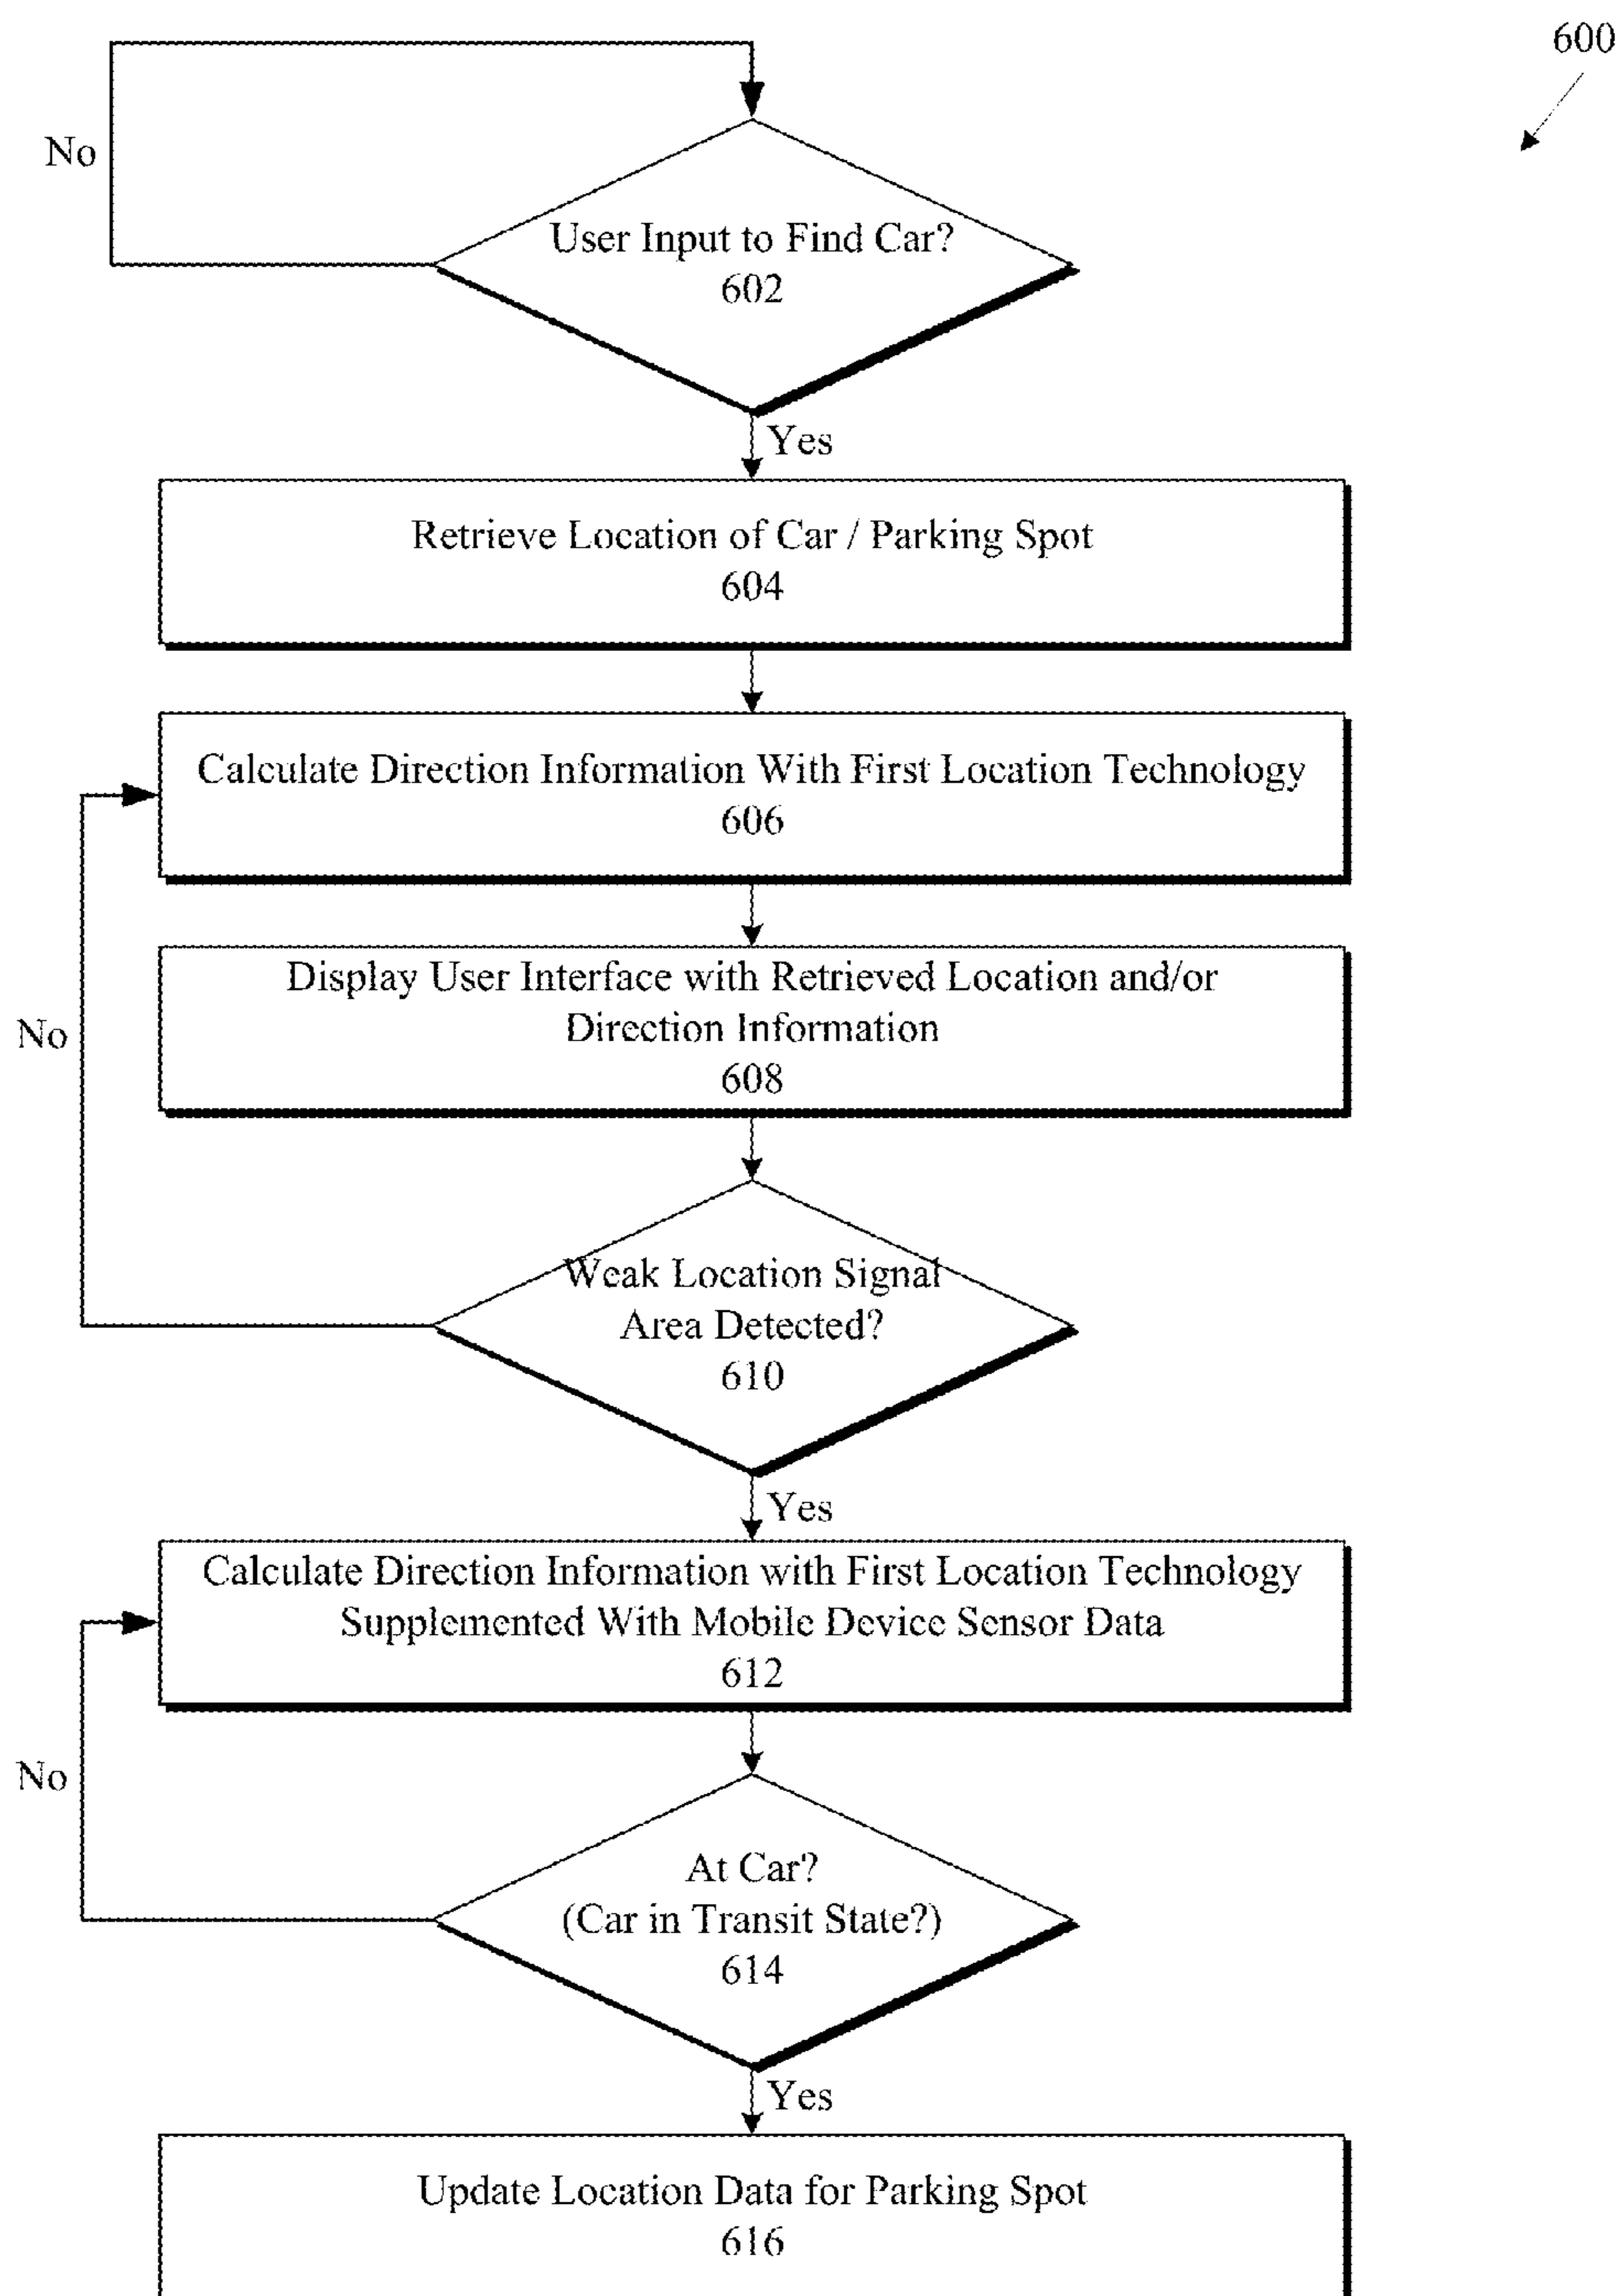 600
No
User Input to Find Car?
602
Yes
Retrieve Location of Car / Parking Spot
604
Calculate Direction Information With First Location Technology
606
Display User Interface with Retrieved Location and/or
Direction Information
608
No
Weak Location Signal
Area Detected?
610
Yes
Calculate Direction Information with First Location Technology
Supplemented With Mobile Device Sensor Data
612
No
At Car?
(Car in Transit State?)
614
Yes
Update Location Data for Parking Spot
616